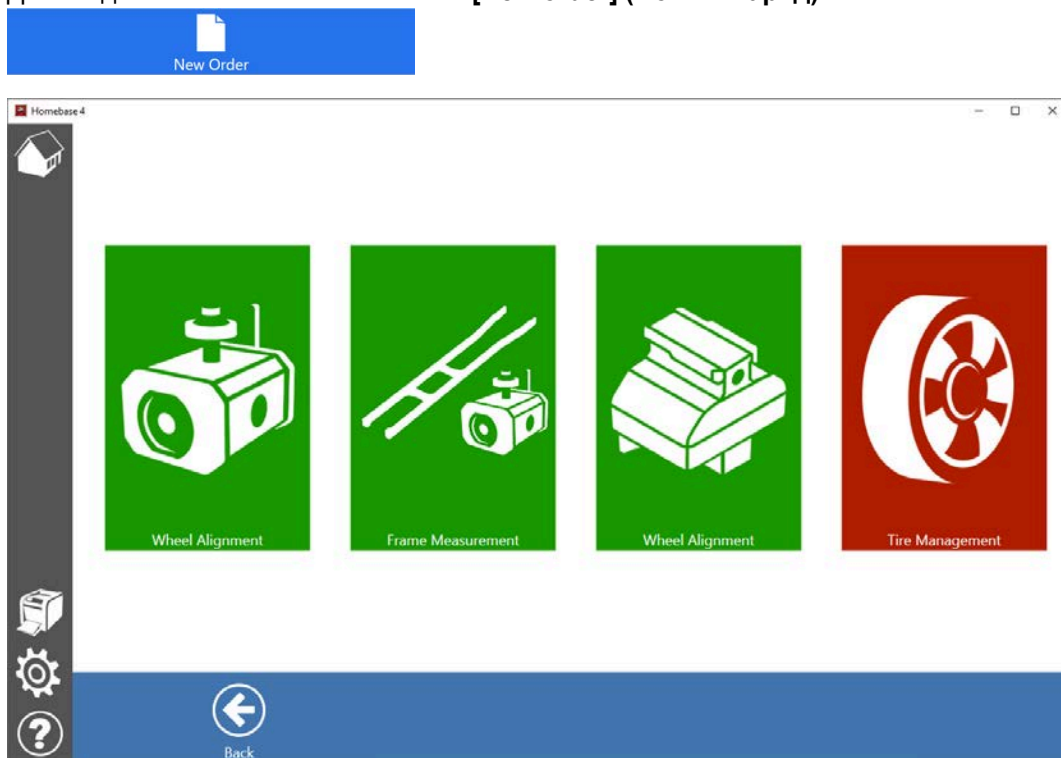 New Order
Homebase 4
Wheel Alignment
Frame Measurement
Wheel Alignment
Tire Management
Back